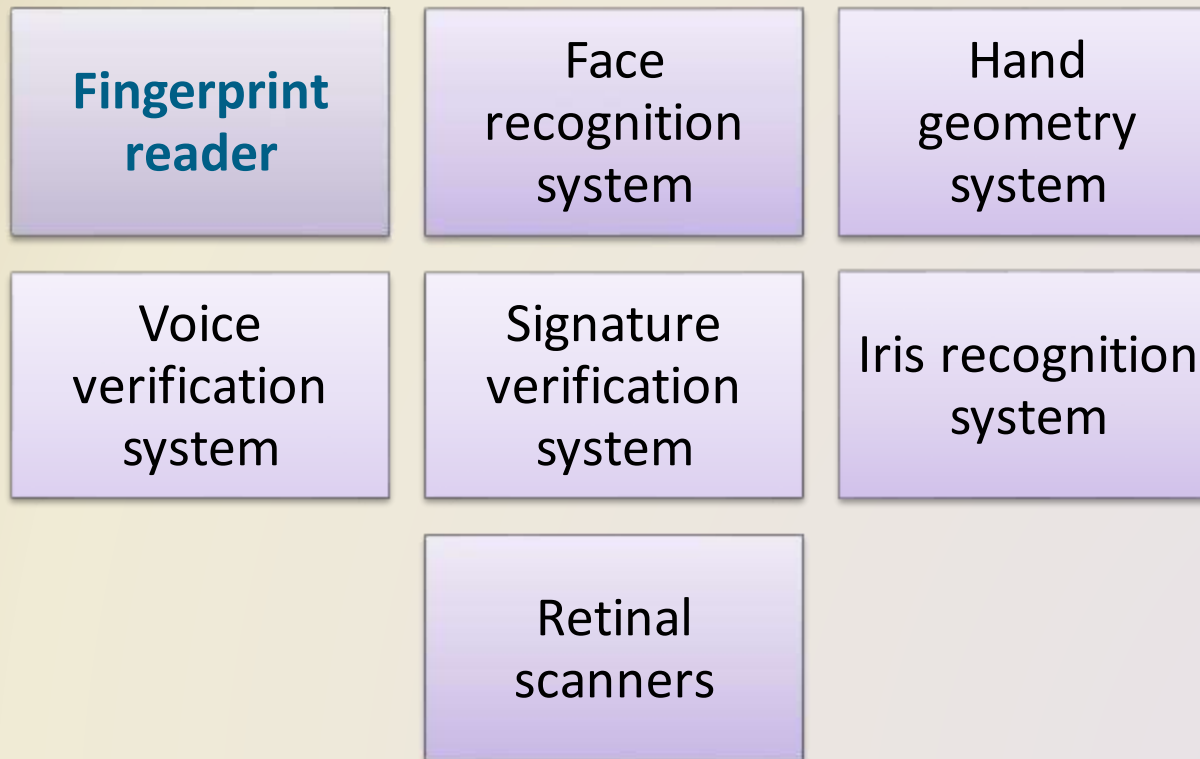 Fingerprint
reader
Face
recognition
system
Hand
geometry
system
Voice
verification
system
Signature
verification
system
Iris recognition
system
Retinal
scanners